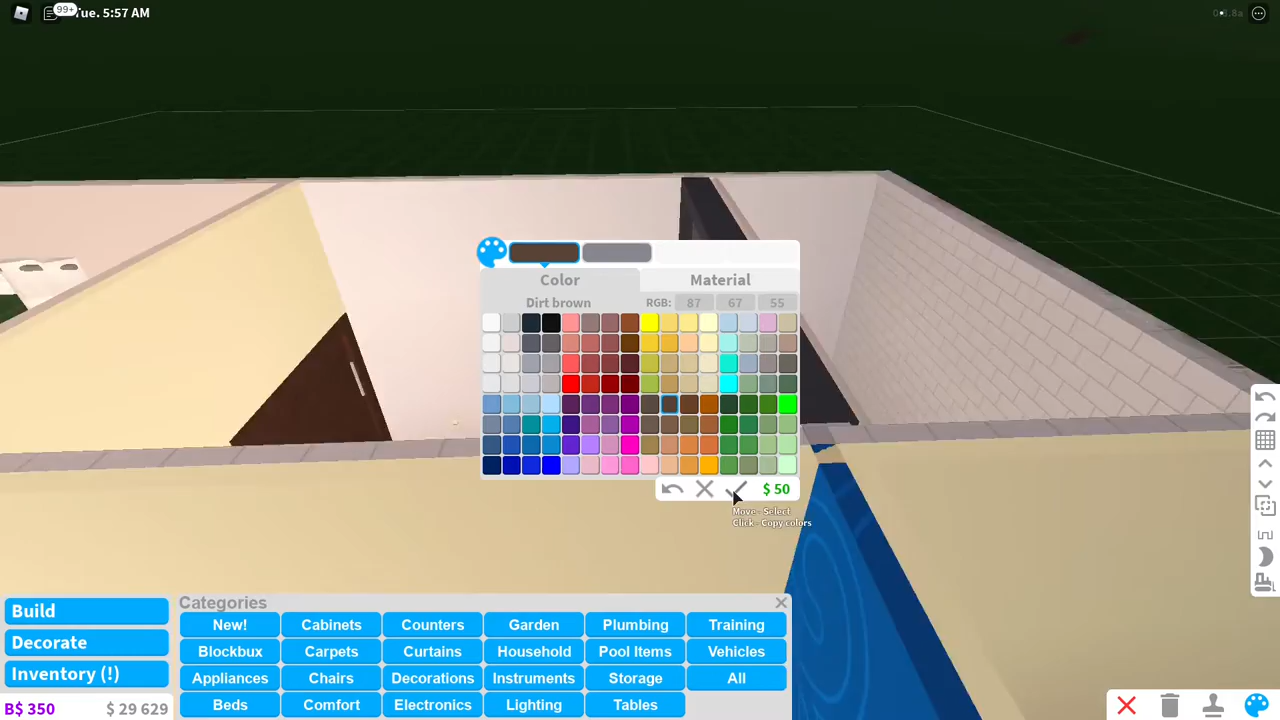 99+
Tue. 5:57 AM
Color
Material
Dirt brown
RGB: 87 67 55
$ 50
Move - Select
Click - Copy colors
Build
Decorate
Inventory (!)
B$ 350
$ 29 629
Categories
New! Cabinets Counters Garden Plumbing Training
Blockbux Carpets Curtains Household Pool Items Vehicles
Appliances Chairs Decorations Instruments Storage All
Beds Comfort Electronics Lighting Tables